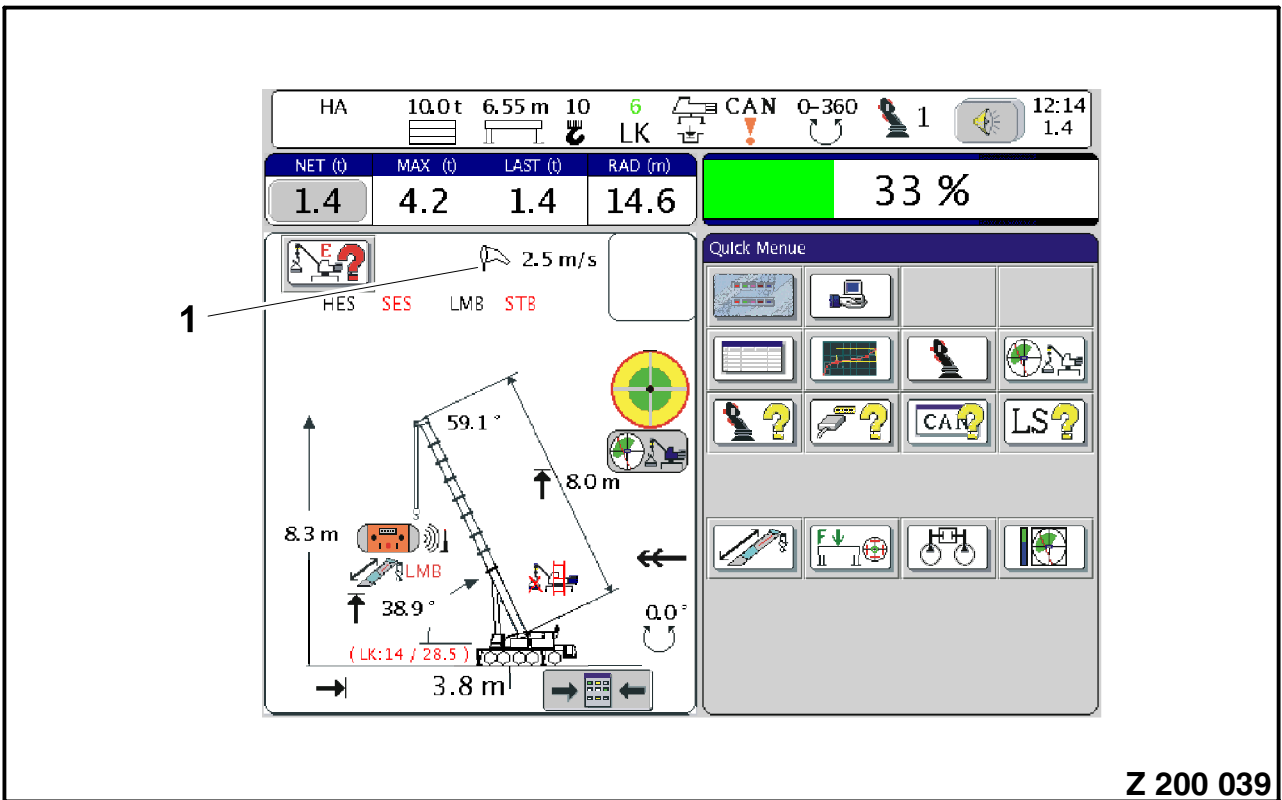 HA 10.0 t 6.55 m 10 6 CAN 0-360 1 12:14
LK 1.4
NET (t) MAX (t) LAST (t) RAD (m)
1.4 4.2 1.4 14.6
33 %
E
2.5 m/s
1
HES SES LMB STB
59.1 °
8.0 m
8.3 m
LMB
38.9 °
0.0 °
( LK:14 / 28.5 )
3.8 m
Quick Menue
CAN LS
F
Z 200 039